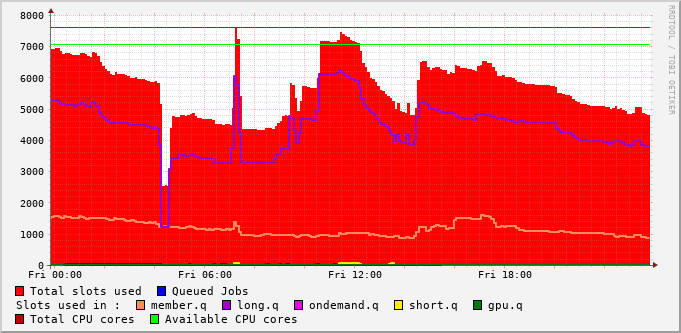 8000
7000
6000
5000
4000
3000
2000
1000
0
Fri 00:00 Fri 06:00 Fri 12:00 Fri 18:00
RRDTOOL / TOBI OETIKER
Total slots used Queued Jobs
Slots used in : member.q long.q ondemand.q short.q gpu.q
Total CPU cores Available CPU cores